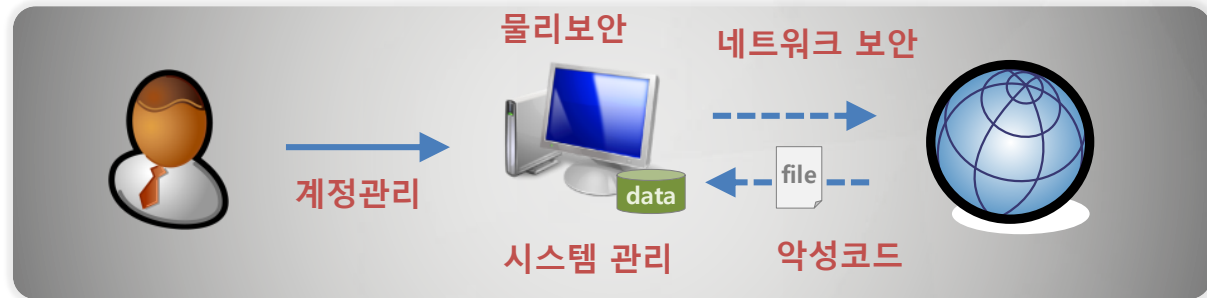 물리보안
네트워크 보안
계정관리
data
file
시스템 관리
악성코드